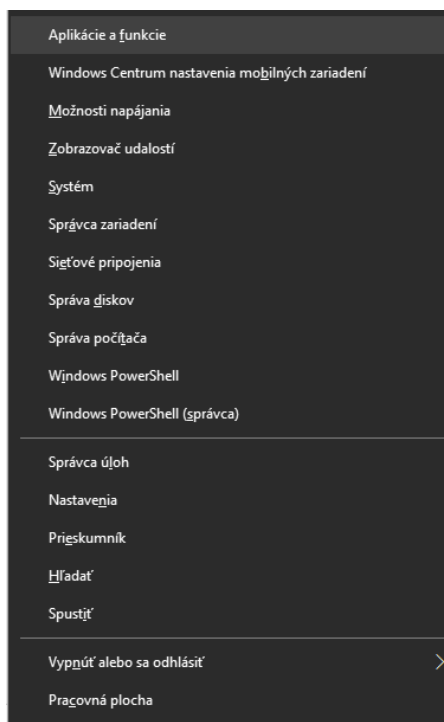 Aplikácie a funkcie
Windows Centrum nastavenia mobilných zariadení
Možnosti napájania
Zobrazovač udalostí
Systém
Správca zariadení
Sieťové pripojenia
Správa diskov
Správa počítača
Windows PowerShell
Windows PowerShell (správca)
Správca úloh
Nastavenia
Prieskumník
Hľadať
Spustiť
Vypnúť alebo sa odhlásiť
Pracovná plocha